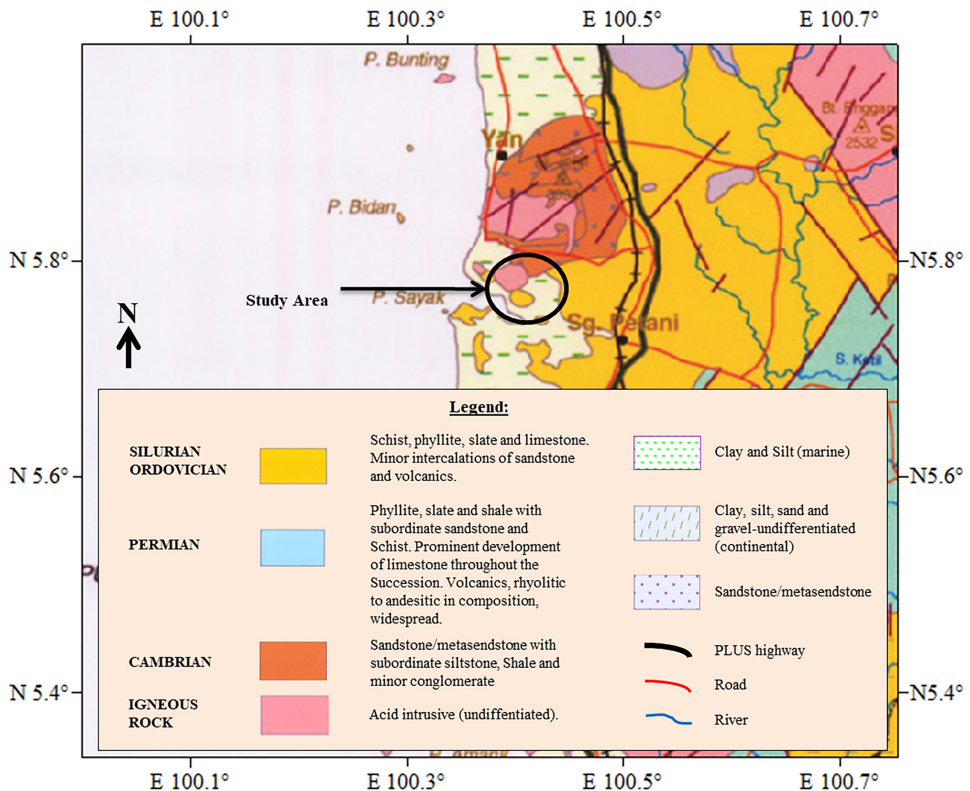 E 100.1° E 100.3° E 100.5° E 100.7°
P. Bunting
Yan
2532
P. Bidan
N 5.8° N5.8°
Study Area
P. Sayak
N
Sg. Petani
Legend:
SILURIAN
ORDOVICIAN
Schist, phyllite, slate and limestone.
Minor intercalations of sandstone
and volcanics.
Clay and Silt (marine)
N 5.6° N 5.6°
PERMIAN
Phyllite, slate and shale with
subordinate sandstone and
Schist. Prominent development
of limestone throughout the
Succession. Volcanics, rhyolitic
to andesitic in composition,
widespread.
Clay, silt, sand and
gravel-undifferentiated
(continental)
Sandstone/metasendstone
CAMBRIAN
Sandstone/metasendstone with
subordinate siltstone, Shale and
minor conglomerate
PLUS highway
Road
N 5.4° N 5.4°
IGNEOUS
ROCK
Acid intrusive (undiffentiated).
River
E 100.1° E 100.3° E 100.5° E 100.7°